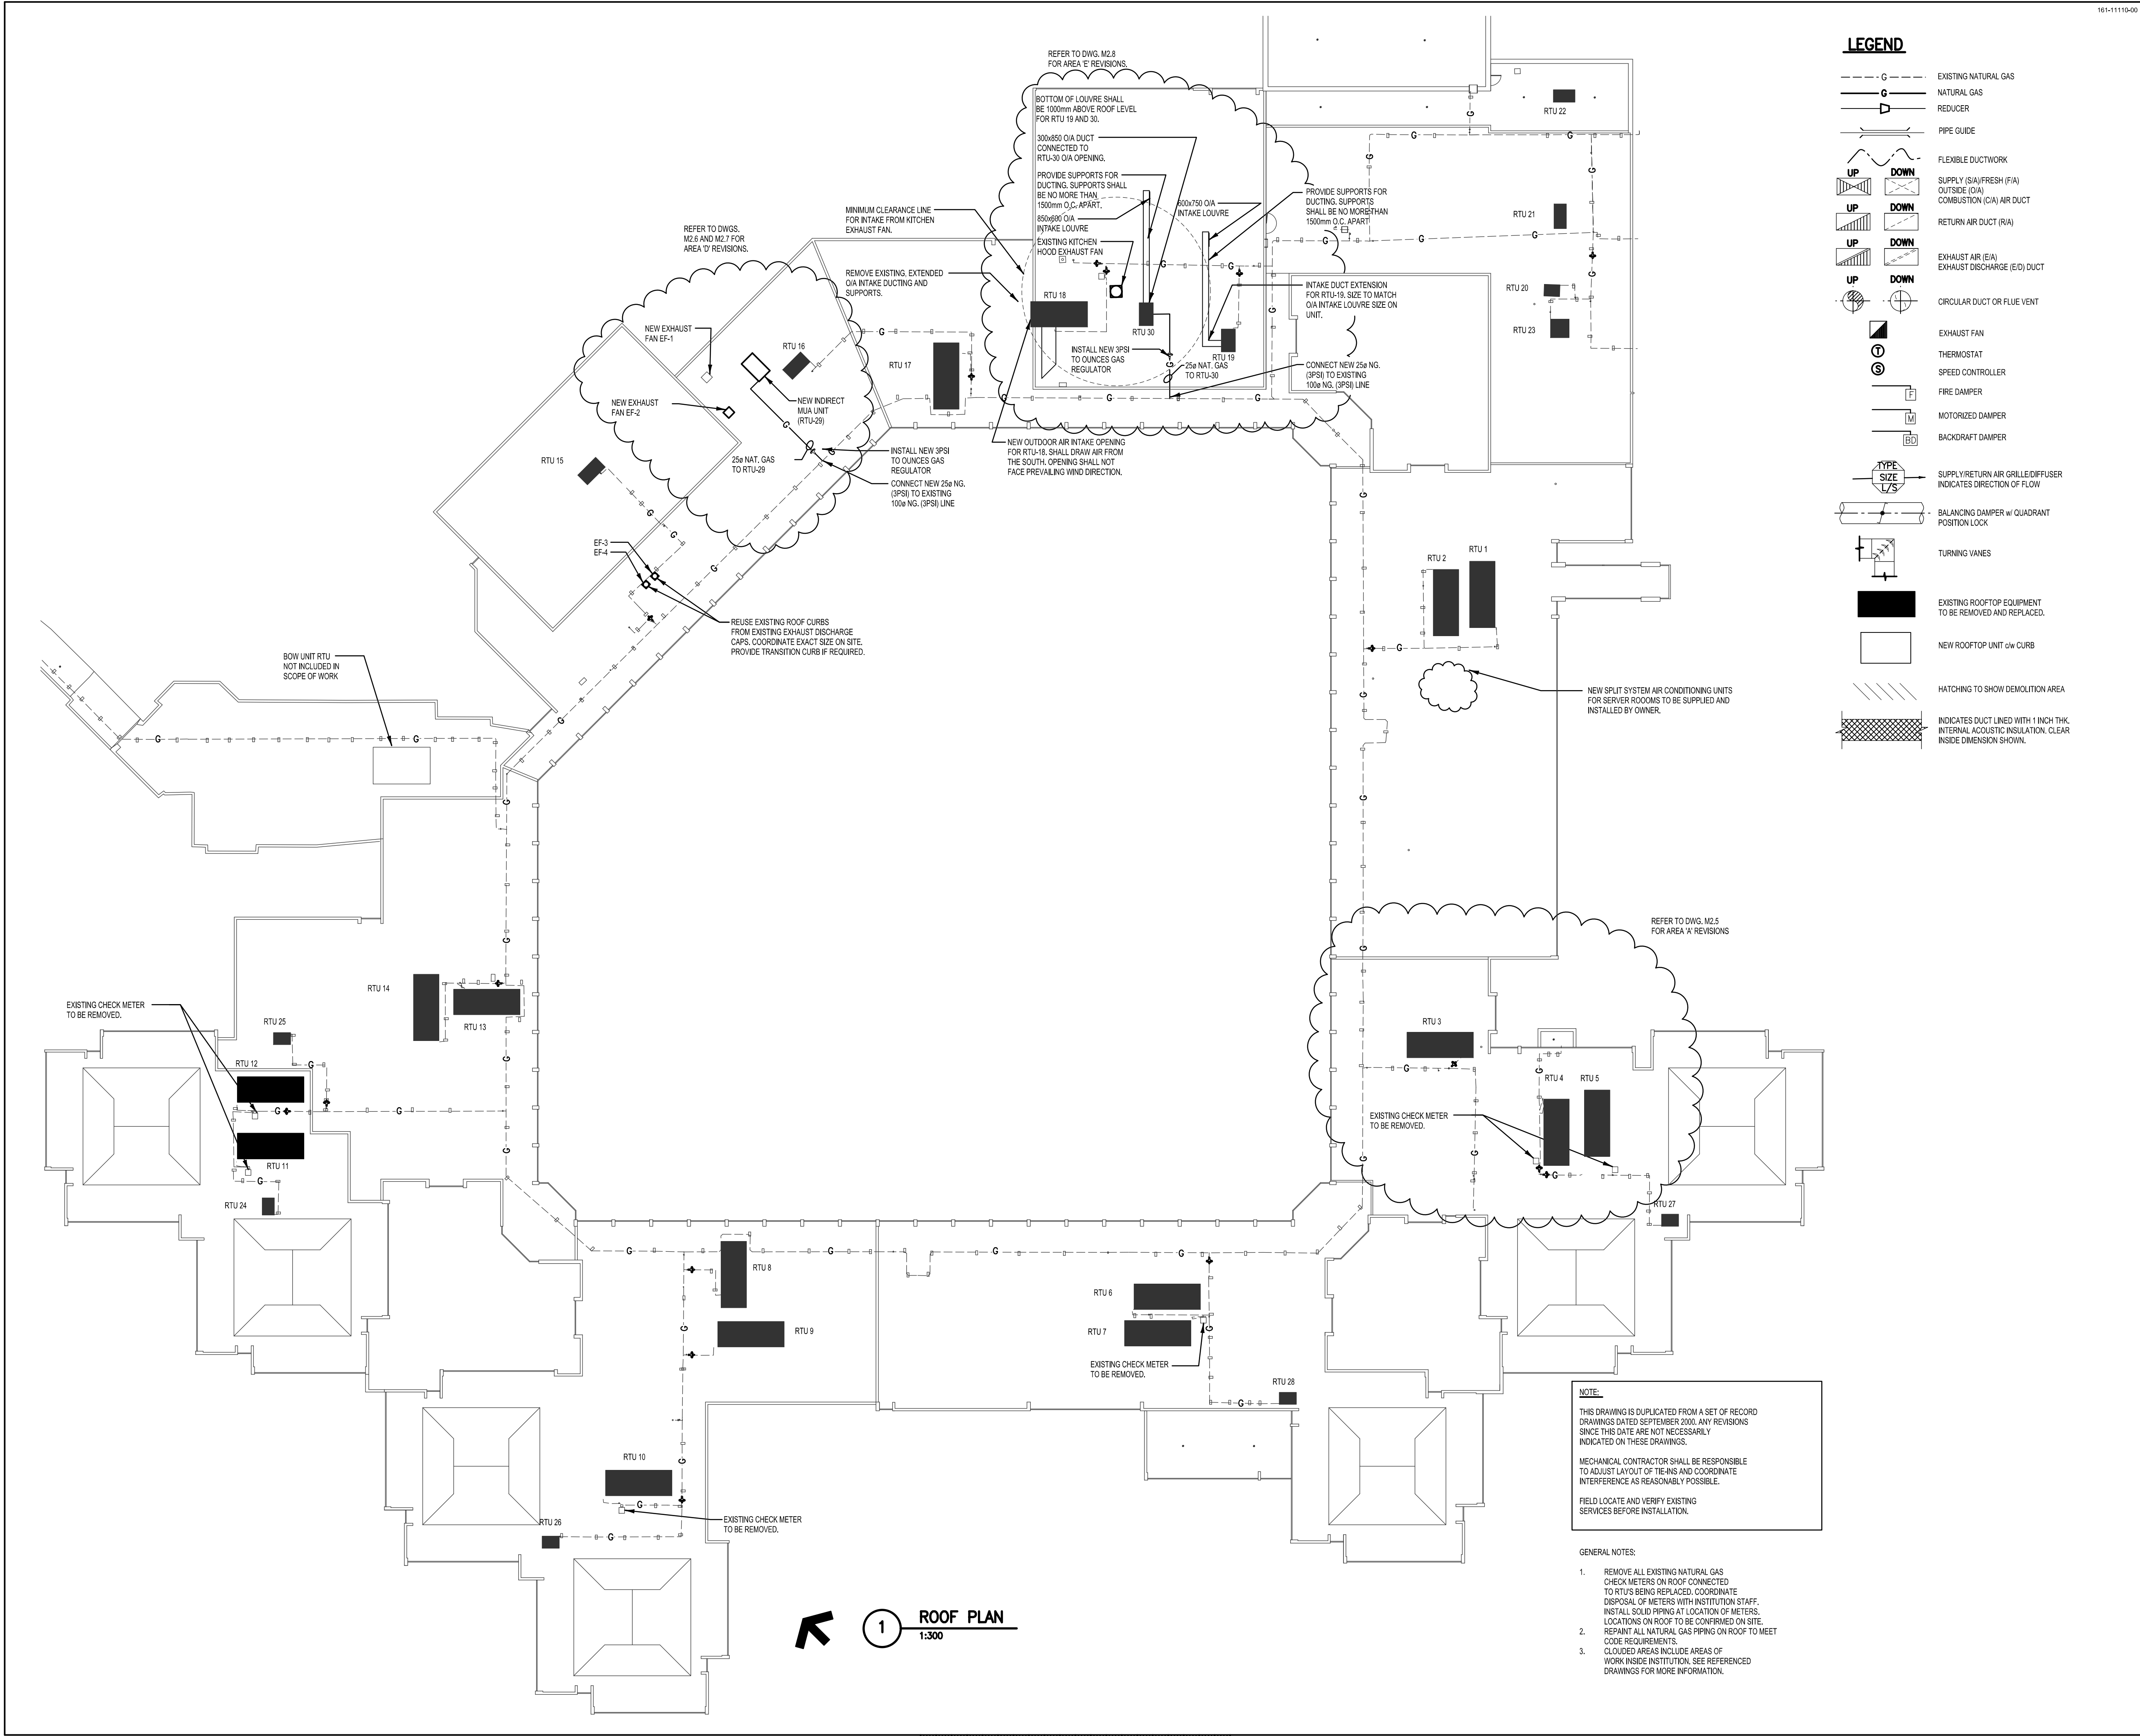 161-11110-00
REFER TO DWG. M2.8
FOR AREA 'E' REVISIONS.
BOTTOM OF LOUVRE SHALL
BE 1000mm ABOVE ROOF LEVEL
FOR RTU 19 AND 30.
300x850 O/A DUCT
CONNECTED TO
RTU-30 O/A OPENING.
PROVIDE SUPPORTS FOR
DUCTING. SUPPORTS SHALL
BE NO MORE THAN
1500mm O.C. APART.
850x600 O/A
INTAKE LOUVRE
EXISTING KITCHEN
HOOD EXHAUST FAN
600x750 O/A
INTAKE LOUVRE
PROVIDE SUPPORTS FOR
DUCTING. SUPPORTS
SHALL BE NO MORE THAN
1500mm O.C. APART
MINIMUM CLEARANCE LINE
FOR INTAKE FROM KITCHEN
EXHAUST FAN.
REFER TO DWGS.
M2.6 AND M2.7 FOR
AREA 'D' REVISIONS.
REMOVE EXISTING, EXTENDED
O/A INTAKE DUCTING AND
SUPPORTS.
INTAKE DUCT EXTENSION
FOR RTU-19. SIZE TO MATCH
O/A INTAKE LOUVRE SIZE ON
UNIT.
RTU 22
RTU 21
RTU 20
RTU 23
RTU 18
RTU 30
RTU 19
INSTALL NEW 3PSI
TO OUNCES GAS
REGULATOR
25ø NAT. GAS
TO RTU-30
CONNECT NEW 25ø NG.
(3PSI) TO EXISTING
100ø NG. (3PSI) LINE
NEW EXHAUST
FAN EF-1
RTU 16
RTU 17
NEW EXHAUST
FAN EF-2
NEW INDIRECT
MUA UNIT
(RTU-29)
RTU 15
25ø NAT. GAS
TO RTU-29
INSTALL NEW 3PSI
TO OUNCES GAS
REGULATOR
CONNECT NEW 25ø NG.
(3PSI) TO EXISTING
100ø NG. (3PSI) LINE
NEW OUTDOOR AIR INTAKE OPENING
FOR RTU-18. SHALL DRAW AIR FROM
THE SOUTH. OPENING SHALL NOT
FACE PREVAILING WIND DIRECTION.
EF-3
EF-4
REUSE EXISTING ROOF CURBS
FROM EXISTING EXHAUST DISCHARGE
CAPS. COORDINATE EXACT SIZE ON SITE.
PROVIDE TRANSITION CURB IF REQUIRED.
BOW UNIT RTU
NOT INCLUDED IN
SCOPE OF WORK
RTU 2
RTU 1
NEW SPLIT SYSTEM AIR CONDITIONING UNITS
FOR SERVER ROOOMS TO BE SUPPLIED AND
INSTALLED BY OWNER.
REFER TO DWG. M2.5
FOR AREA 'A' REVISIONS
RTU 14
RTU 13
EXISTING CHECK METER
TO BE REMOVED.
RTU 25
RTU 12
RTU 11
RTU 24
RTU 3
RTU 4
RTU 5
EXISTING CHECK METER
TO BE REMOVED.
RTU 27
RTU 8
RTU 9
RTU 6
RTU 7
EXISTING CHECK METER
TO BE REMOVED.
RTU 28
RTU 10
RTU 26
EXISTING CHECK METER
TO BE REMOVED.
G G G G G G G G G G G G G G G G G G G G
1
ROOF PLAN
1:300
LEGEND
G
EXISTING NATURAL GAS
G
NATURAL GAS
REDUCER
PIPE GUIDE
FLEXIBLE DUCTWORK
UP DOWN
SUPPLY (S/A)/FRESH (F/A)
OUTSIDE (O/A)
COMBUSTION (C/A) AIR DUCT
UP DOWN
RETURN AIR DUCT (R/A)
UP DOWN
EXHAUST AIR (E/A)
EXHAUST DISCHARGE (E/D) DUCT
UP DOWN
CIRCULAR DUCT OR FLUE VENT
EXHAUST FAN
T
THERMOSTAT
S
SPEED CONTROLLER
F
FIRE DAMPER
M
MOTORIZED DAMPER
BD
BACKDRAFT DAMPER
TYPE
SIZE
L/S
SUPPLY/RETURN AIR GRILLE/DIFFUSER
INDICATES DIRECTION OF FLOW
BALANCING DAMPER w/ QUADRANT
POSITION LOCK
TURNING VANES
EXISTING ROOFTOP EQUIPMENT
TO BE REMOVED AND REPLACED.
NEW ROOFTOP UNIT c/w CURB
HATCHING TO SHOW DEMOLITION AREA
INDICATES DUCT LINED WITH 1 INCH THK.
INTERNAL ACOUSTIC INSULATION. CLEAR
INSIDE DIMENSION SHOWN.
NOTE:
THIS DRAWING IS DUPLICATED FROM A SET OF RECORD
DRAWINGS DATED SEPTEMBER 2000. ANY REVISIONS
SINCE THIS DATE ARE NOT NECESSARILY
INDICATED ON THESE DRAWINGS.
MECHANICAL CONTRACTOR SHALL BE RESPONSIBLE
TO ADJUST LAYOUT OF TIE-INS AND COORDINATE
INTERFERENCE AS REASONABLY POSSIBLE.
FIELD LOCATE AND VERIFY EXISTING
SERVICES BEFORE INSTALLATION.
GENERAL NOTES:
1. REMOVE ALL EXISTING NATURAL GAS
CHECK METERS ON ROOF CONNECTED
TO RTU'S BEING REPLACED. COORDINATE
DISPOSAL OF METERS WITH INSTITUTION STAFF.
INSTALL SOLID PIPING AT LOCATION OF METERS.
LOCATIONS ON ROOF TO BE CONFIRMED ON SITE.
2. REPAINT ALL NATURAL GAS PIPING ON ROOF TO MEET
CODE REQUIREMENTS.
3. CLOUDED AREAS INCLUDE AREAS OF
WORK INSIDE INSTITUTION. SEE REFERENCED
DRAWINGS FOR MORE INFORMATION.